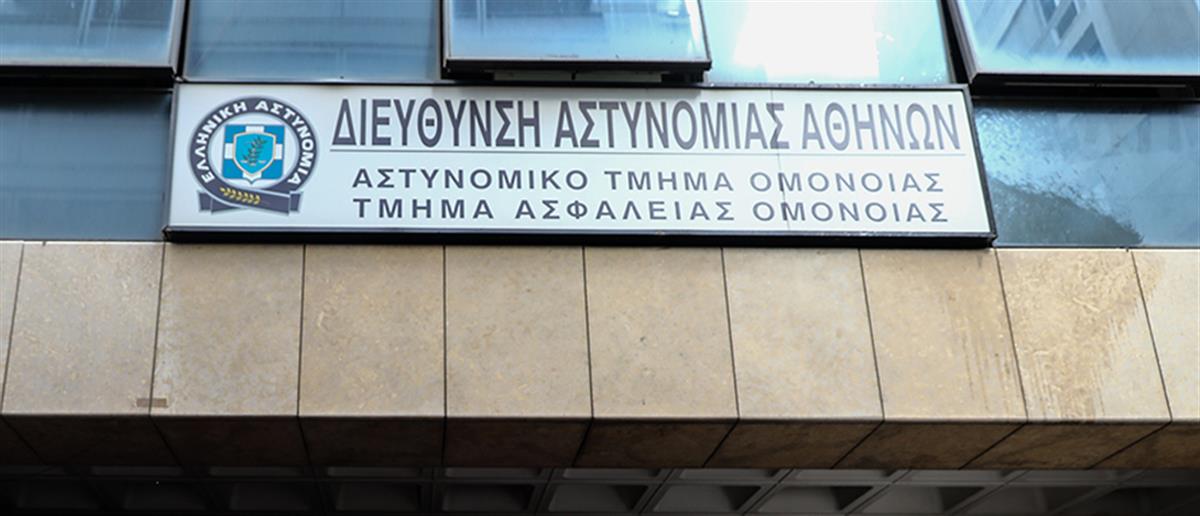 ΕΛΛΗΝΙΚΗ ΑΣΤΥΝΟΜΙΑ
ΔΙΕΥΘΥΝΣΗ ΑΣΤΥΝΟΜΙΑΣ ΑΘΗΝΩΝ
ΑΣΤΥΝΟΜΙΚΟ ΤΜΗΜΑ ΟΜΟΝΟΙΑΣ
ΤΜΗΜΑ ΑΣΦΑΛΕΙΑΣ ΟΜΟΝΟΙΑΣ